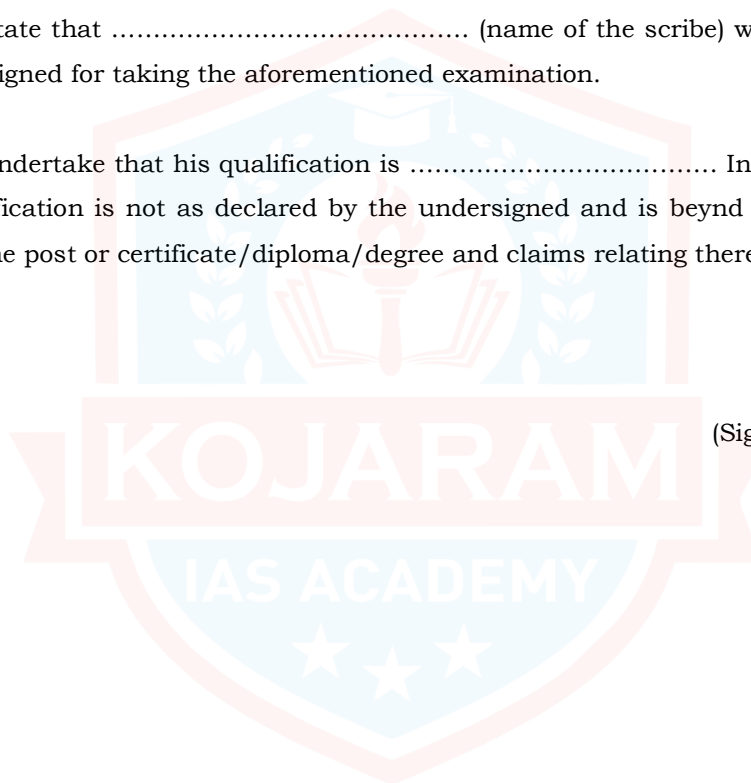 tate that ………………………………… (name of the scribe) w
igned for taking the aforementioned examination.
ndertake that his qualification is ……………………………… In
fication is not as declared by the undersigned and is beynd
he post or certificate/diploma/degree and claims relating there
(Sig
KOJARAM
IAS ACADEMY